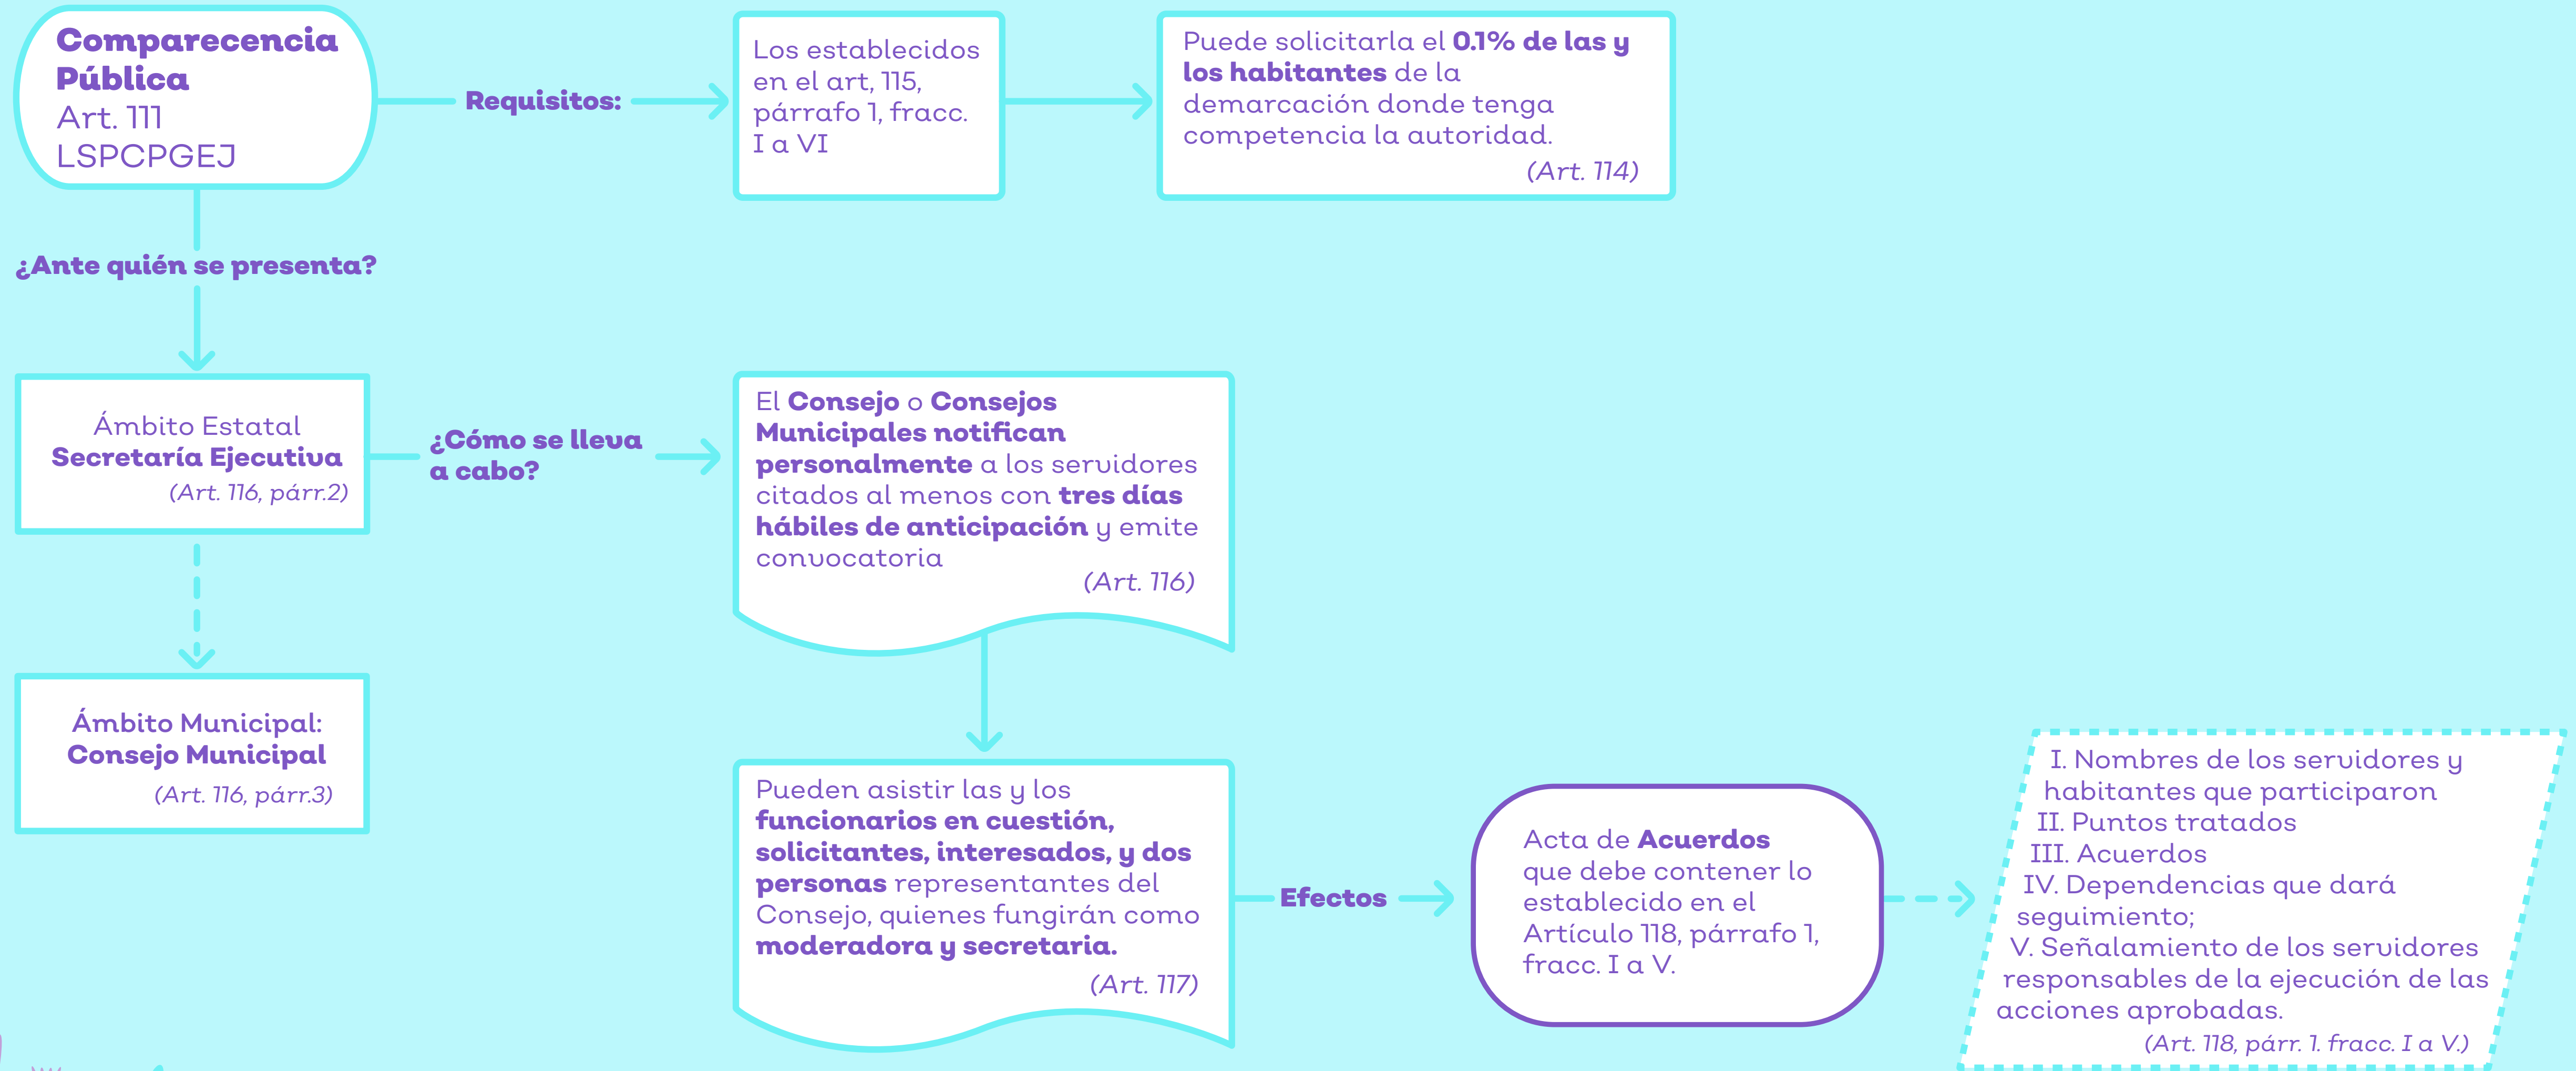 Comparecencia
Pública
Art. 111
LSPCPGEJ
Requisitos:
Los establecidos
en el art, 115,
párrafo 1, fracc.
I a VI
Puede solicitarla el 0.1% de las y
los habitantes de la
demarcación donde tenga
competencia la autoridad.
(Art. 114)
¿Ante quién se presenta?
Ámbito Estatal
Secretaría Ejecutiva
(Art. 116, párr.2)
¿Cómo se lleva
a cabo?
El Consejo o Consejos
Municipales notifican
personalmente a los servidores
citados al menos con tres días
hábiles de anticipación y emite
convocatoria
(Art. 116)
Ámbito Municipal:
Consejo Municipal
(Art. 116, párr.3)
Pueden asistir las y los
funcionarios en cuestión,
solicitantes, interesados, y dos
personas representantes del
Consejo, quienes fungirán como
moderadora y secretaria.
(Art. 117)
Efectos
Acta de Acuerdos
que debe contener lo
establecido en el
Artículo 118, párrafo 1,
fracc. I a V.
I. Nombres de los servidores y
habitantes que participaron
II. Puntos tratados
III. Acuerdos
IV. Dependencias que dará
seguimiento;
V. Señalamiento de los servidores
responsables de la ejecución de las
acciones aprobadas.
(Art. 118, párr. 1. fracc. I a V.)